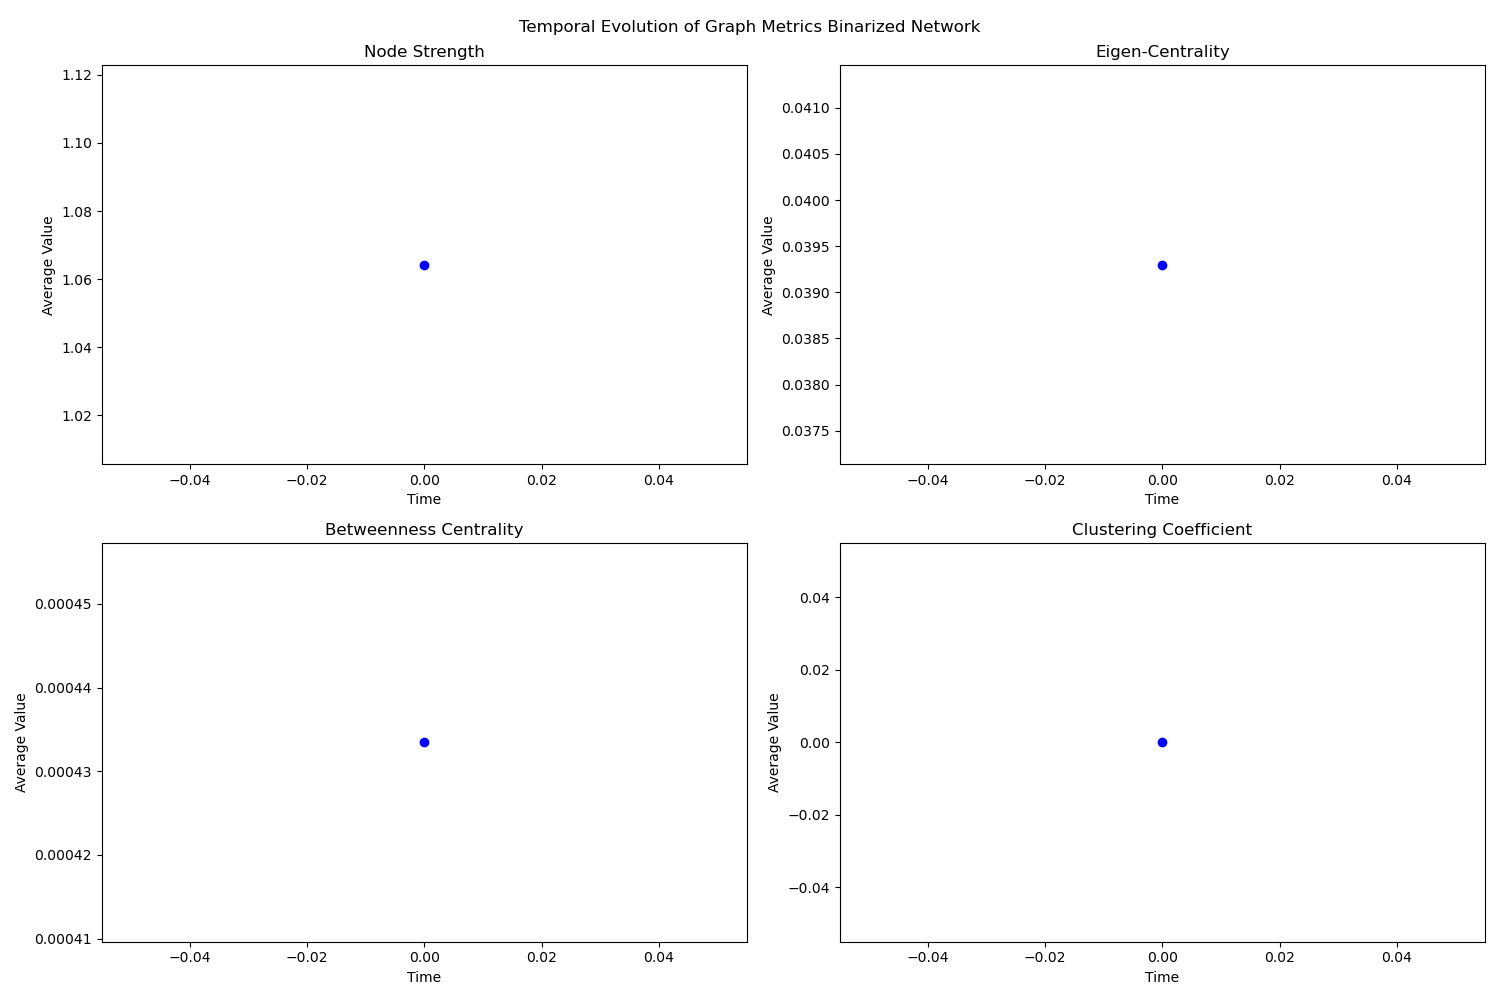 Temporal Evolution of Graph Metrics Binarized Network
Node Strength
1.12
1.10
1.08
1.06
1.04
1.02
Average Value
−0.04 −0.02 0.00 0.02 0.04
Time
Eigen-Centrality
0.0410
0.0405
0.0400
0.0395
0.0390
0.0385
0.0380
0.0375
Average Value
−0.04 −0.02 0.00 0.02 0.04
Time
Betweenness Centrality
0.00045
0.00044
0.00043
0.00042
0.00041
Average Value
−0.04 −0.02 0.00 0.02 0.04
Time
Clustering Coefficient
0.04
0.02
0.00
−0.02
−0.04
Average Value
−0.04 −0.02 0.00 0.02 0.04
Time